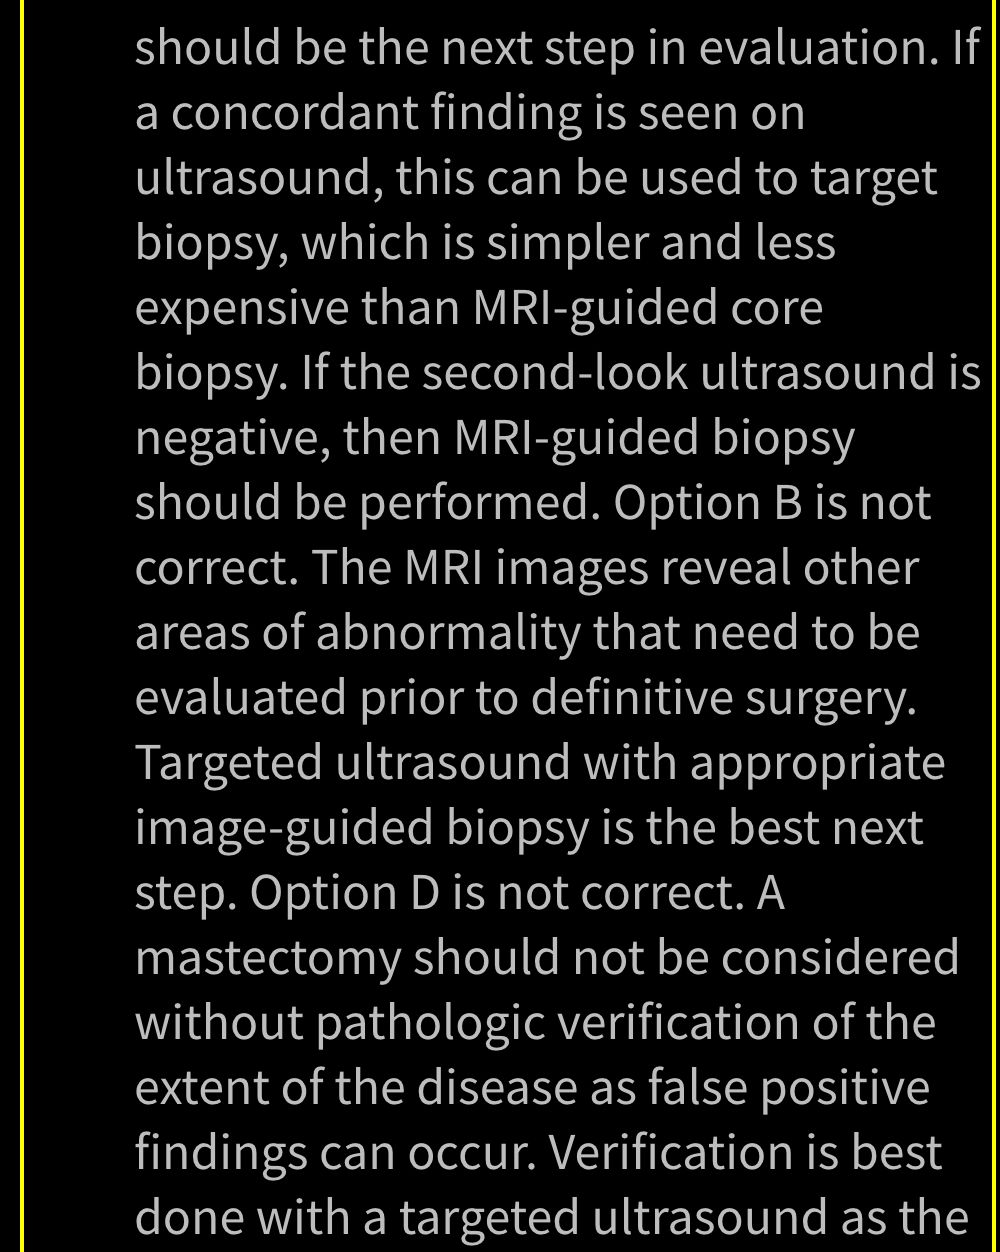 should be the next step in evaluation. If
a concordant finding is seen on
ultrasound, this can be used to target
biopsy, which is simpler and less
expensive than MRI-guided core
biopsy. If the second-look ultrasound is
negative, then MRI-guided biopsy
should be performed. Option B is not
correct. The MRI images reveal other
areas of abnormality that need to be
evaluated prior to definitive surgery.
Targeted ultrasound with appropriate
image-guided biopsy is the best next
step. Option D is not correct. A
mastectomy should not be considered
without pathologic verification of the
extent of the disease as false positive
findings can occur. Verification is best
done with a targeted ultrasound as the